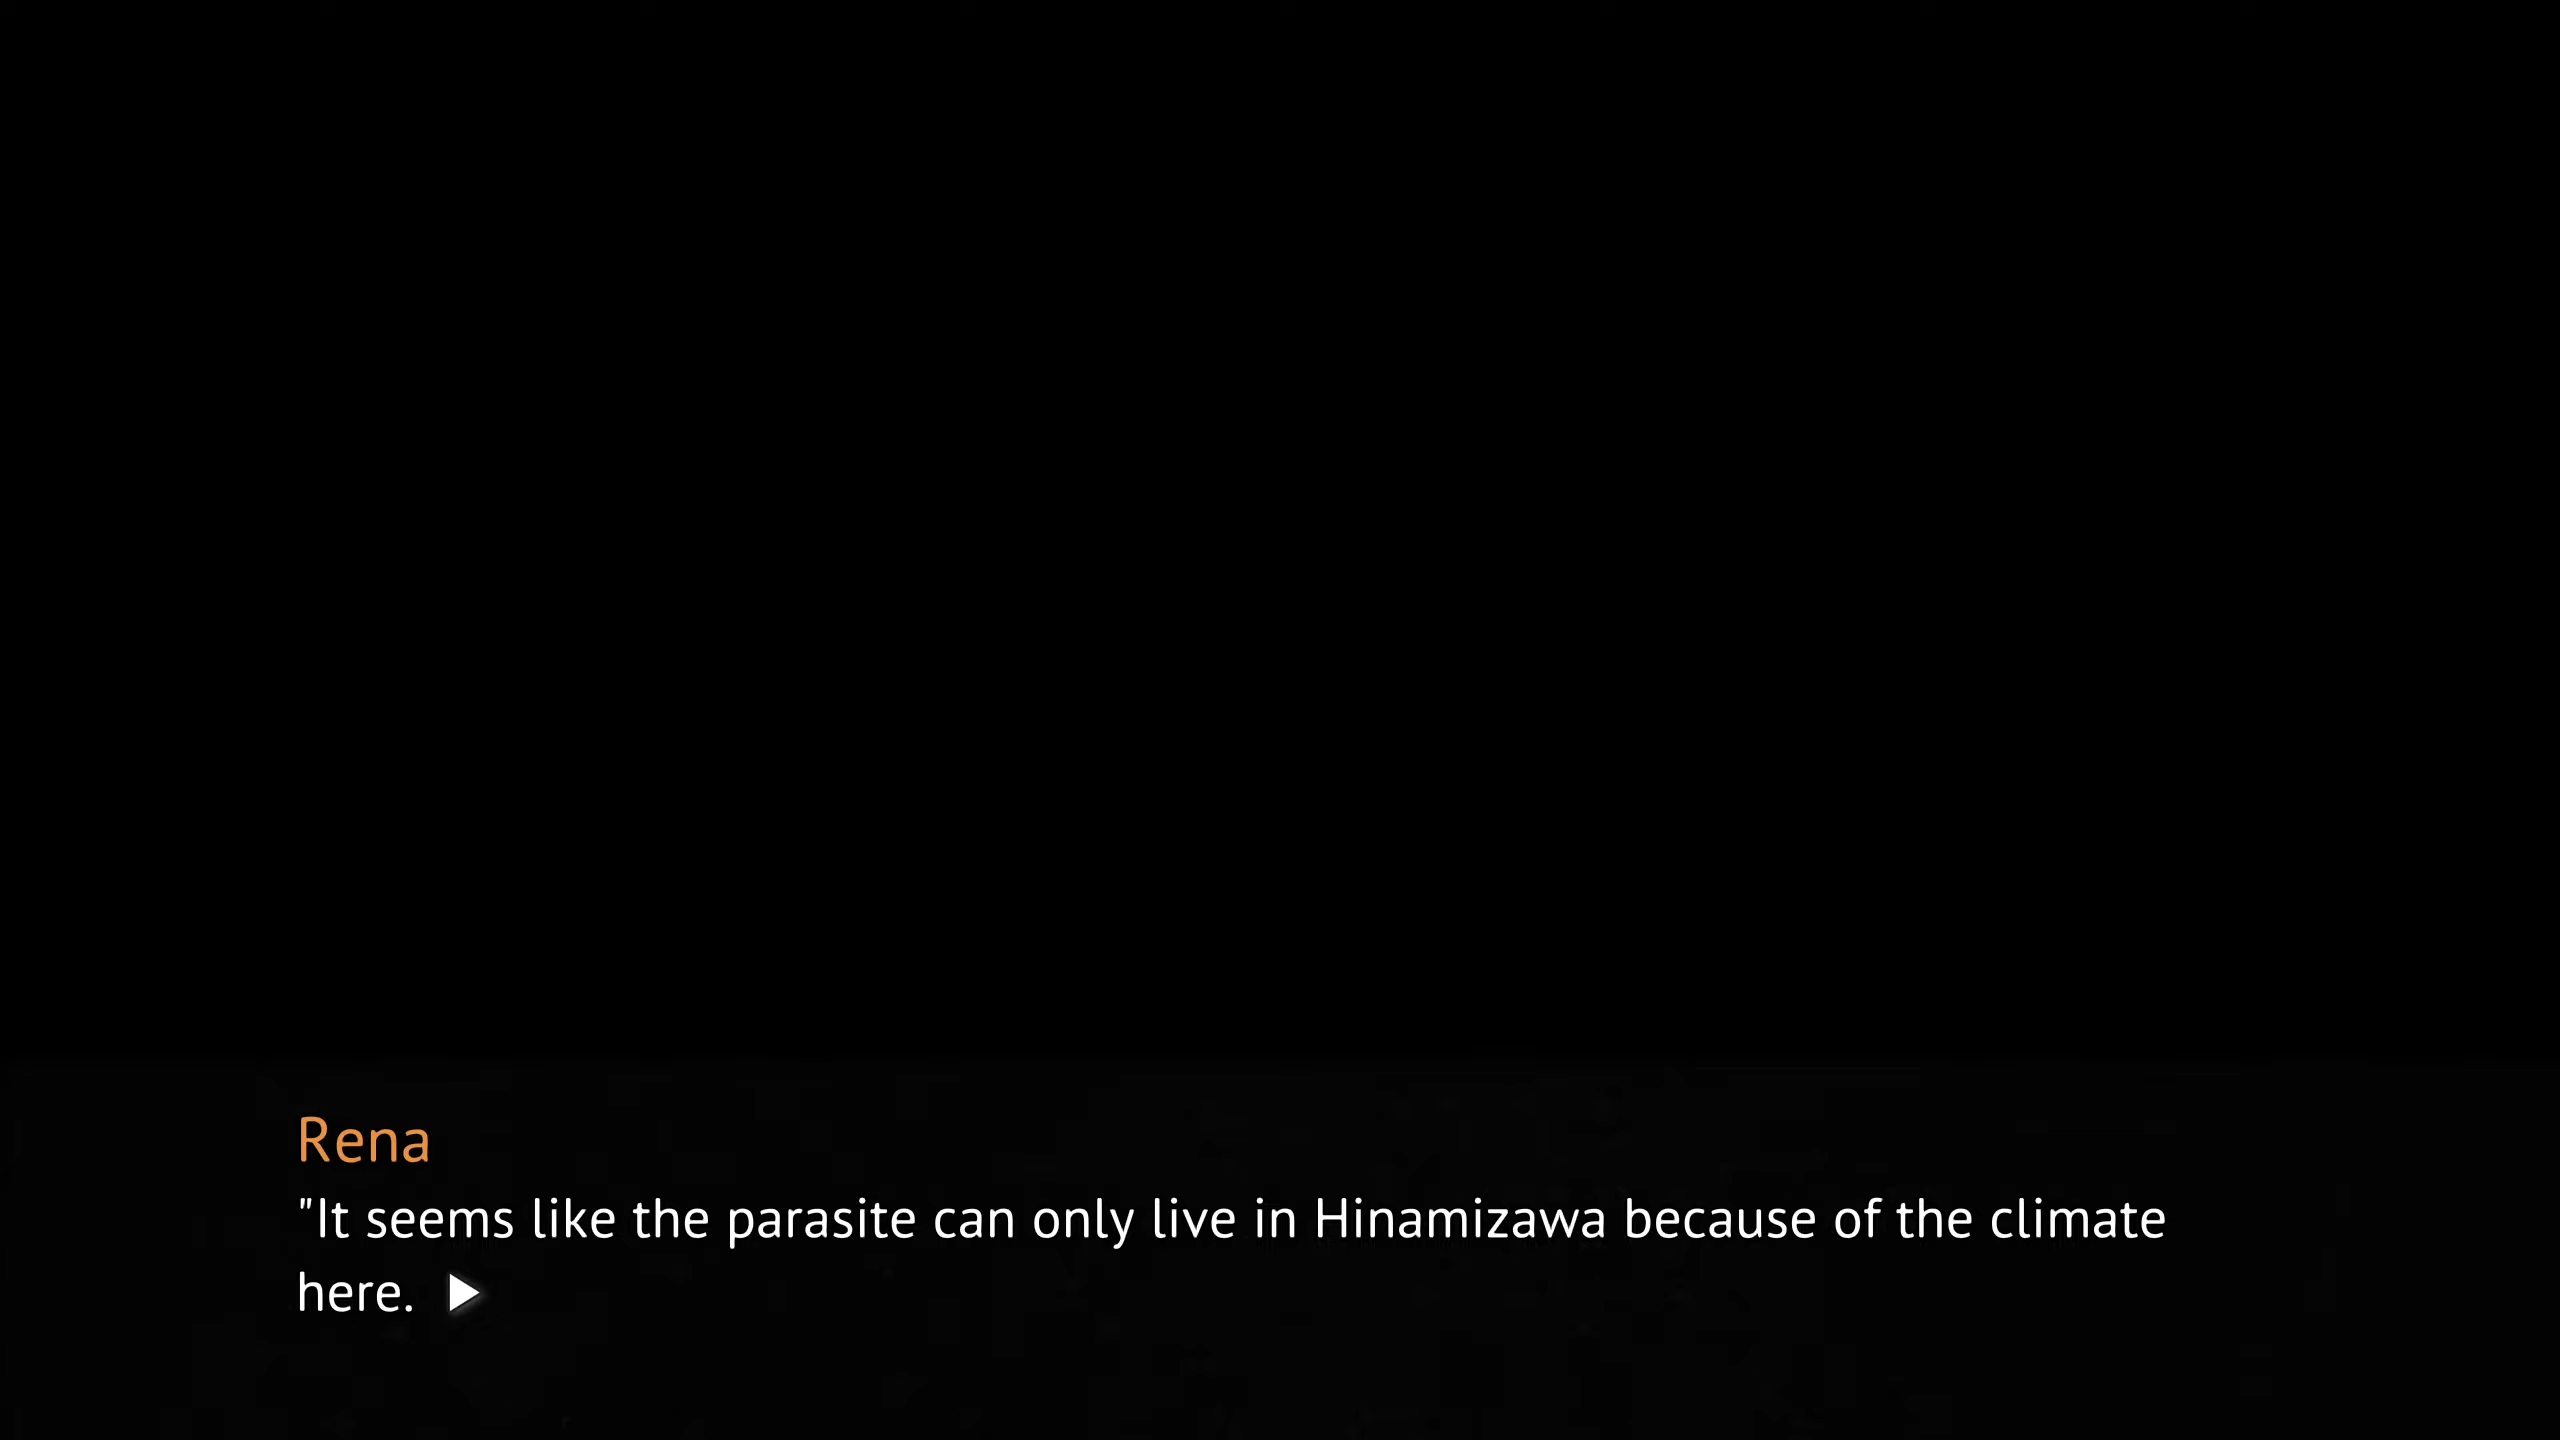 Rena
"It seems like the parasite can only live in Hinamizawa because of the climate
here.